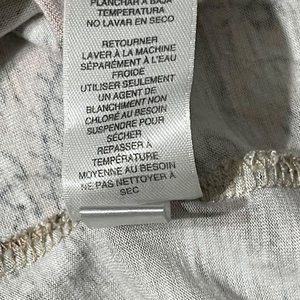 PLANCHAR A BAJA
TEMPERATURA
NO LAVAR EN SECO
RETOURNER
LAVER À LA MACHINE
SÉPARÉMENT À L'EAU
FROIDE
UTILISER SEULEMENT
UN AGENT DE
BLANCHIMENT NON
CHLORÉ AU BESOIN
SUSPENDRE POUR
SÉCHER
REPASSER À
TEMPÉRATURE
MOYENNE AU BESOIN
NE PAS NETTOYER À
SEC